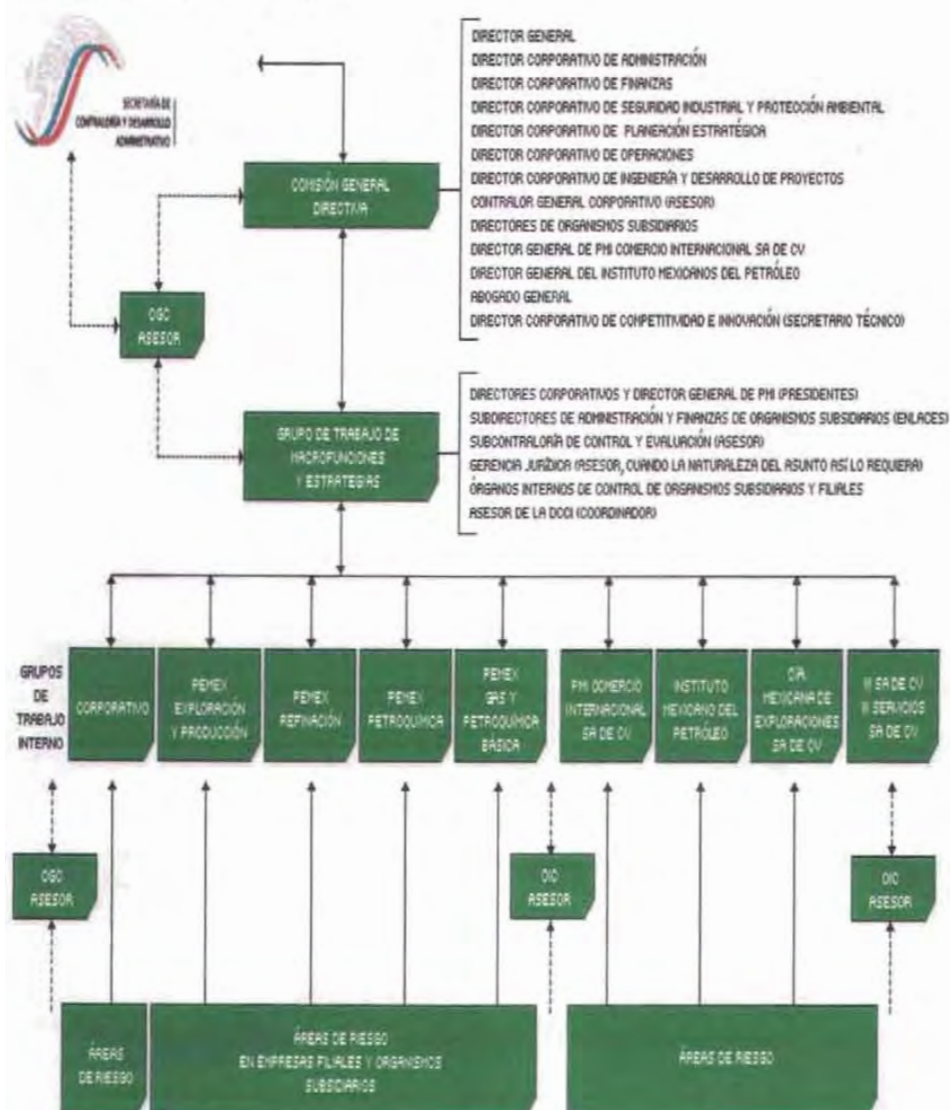 SECRETARÍA DE
CONTRALORÍA Y DESARROLLO
ADMINISTRATIVO
COMISIÓN GENERAL
DIRECTIVA
DIRECTOR GENERAL
DIRECTOR CORPORATIVO DE ADMINISTRACIÓN
DIRECTOR CORPORATIVO DE FINANZAS
DIRECTOR CORPORATIVO DE SEGURIDAD INDUSTRIAL Y PROTECCIÓN AMBIENTAL
DIRECTOR CORPORATIVO DE PLANEACIÓN ESTRATÉGICA
DIRECTOR CORPORATIVO DE OPERACIONES
DIRECTOR CORPORATIVO DE INGENIERÍA Y DESARROLLO DE PROYECTOS
CONTRALOR GENERAL CORPORATIVO (ASESOR)
DIRECTORES DE ORGANISMOS SUBSIDIARIOS
DIRECTOR GENERAL DE PMI COMERCIO INTERNACIONAL SA DE CV
DIRECTOR GENERAL DEL INSTITUTO MEXICANOS DEL PETRÓLEO
ABOGADO GENERAL
DIRECTOR CORPORATIVO DE COMPETITIVIDAD E INNOVACIÓN (SECRETARIO TÉCNICO)
OGC
ASESOR
GRUPO DE TRABAJO DE
MACROFUNCIONES
Y ESTRATEGIAS
DIRECTORES CORPORATIVOS Y DIRECTOR GENERAL DE PMI (PRESIDENTES)
SUBDIRECTORES DE ADMINISTRACIÓN Y FINANZAS DE ORGANISMOS SUBSIDIARIOS (ENLACES)
SUBCONTRALORÍA DE CONTROL Y EVALUACIÓN (ASESOR)
GERENCIA JURÍDICA (ASESOR, CUANDO LA NATURALEZA DEL ASUNTO ASÍ LO REQUIERA)
ÓRGANOS INTERNOS DE CONTROL DE ORGANISMOS SUBSIDIARIOS Y FILIALES
ASESOR DE LA DCCI (COORDINADOR)
GRUPOS
DE
TRABAJO
INTERNO
CORPORATIVO
PEMEX
EXPLORACIÓN
Y PRODUCCIÓN
PEMEX
REFINACIÓN
PEMEX
PETROQUÍMICA
PEMEX
GAS Y
PETROQUÍMICA
BÁSICA
PMI COMERCIO
INTERNACIONAL
SA DE CV
INSTITUTO
MEXICANO DEL
PETRÓLEO
CÍA
MEXICANA DE
EXPLORACIONES
SA DE CV
III SA DE CV
III SERVICIOS
SA DE CV
OGC
ASESOR
OIC
ASESOR
OIC
ASESOR
ÁREAS
DE RIESGO
ÁREAS DE RIESGO
EN EMPRESAS FILIALES Y ORGANISMOS
SUBSIDIARIOS
ÁREAS DE RIESGO